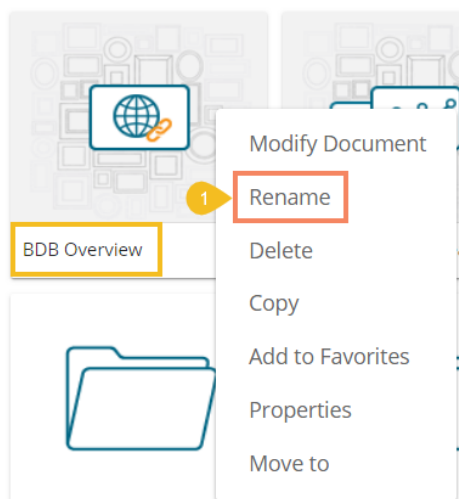 Modify Document
1
Rename
BDB Overview
Delete
Copy
Add to Favorites
Properties
Move to